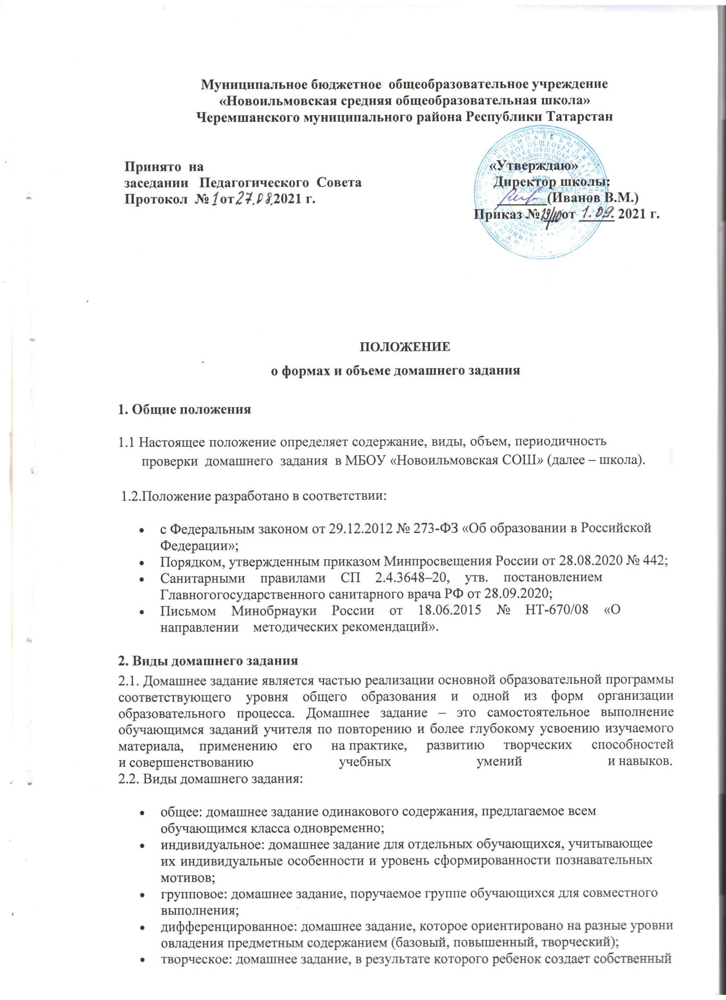 Муниципальное бюджетное общеобразовательное учреждение
«Новоильмовская средняя общеобразовательная школа»
Черемшанского муниципального района Республики Татарстан
Принято на
заседании Педагогического Совета
Протокол № 1 от 27.08.2021 г.
«Утверждаю»
Директор школы:
(Иванов В.М.)
Приказ № от 1.09. 2021 г.
МБОУ
НОВОИЛЬМОВСКАЯ
СОШ
ПОЛОЖЕНИЕ
о формах и объеме домашнего задания
1. Общие положения
1.1 Настоящее положение определяет содержание, виды, объем, периодичность
проверки домашнего задания в МБОУ «Новоильмовская СОШ» (далее – школа).
1.2.Положение разработано в соответствии:
• с Федеральным законом от 29.12.2012 № 273-ФЗ «Об образовании в Российской
Федерации»;
• Порядком, утвержденным приказом Минпросвещения России от 28.08.2020 № 442;
• Санитарными правилами СП 2.4.3648–20, утв. постановлением
Главногогосударственного санитарного врача РФ от 28.09.2020;
• Письмом Минобрнауки России от 18.06.2015 № НТ-670/08 «О
направлении методических рекомендаций».
2. Виды домашнего задания
2.1. Домашнее задание является частью реализации основной образовательной программы
соответствующего уровня общего образования и одной из форм организации
образовательного процесса. Домашнее задание – это самостоятельное выполнение
обучающимся заданий учителя по повторению и более глубокому усвоению изучаемого
материала, применению его на практике, развитию творческих способностей
и совершенствованию учебных умений и навыков.
2.2. Виды домашнего задания:
• общее: домашнее задание одинакового содержания, предлагаемое всем
обучающимся класса одновременно;
• индивидуальное: домашнее задание для отдельных обучающихся, учитывающее
их индивидуальные особенности и уровень сформированности познавательных
мотивов;
• групповое: домашнее задание, поручаемое группе обучающихся для совместного
выполнения;
• дифференцированное: домашнее задание, которое ориентировано на разные уровни
овладения предметным содержанием (базовый, повышенный, творческий);
• творческое: домашнее задание, в результате которого ребенок создает собственный